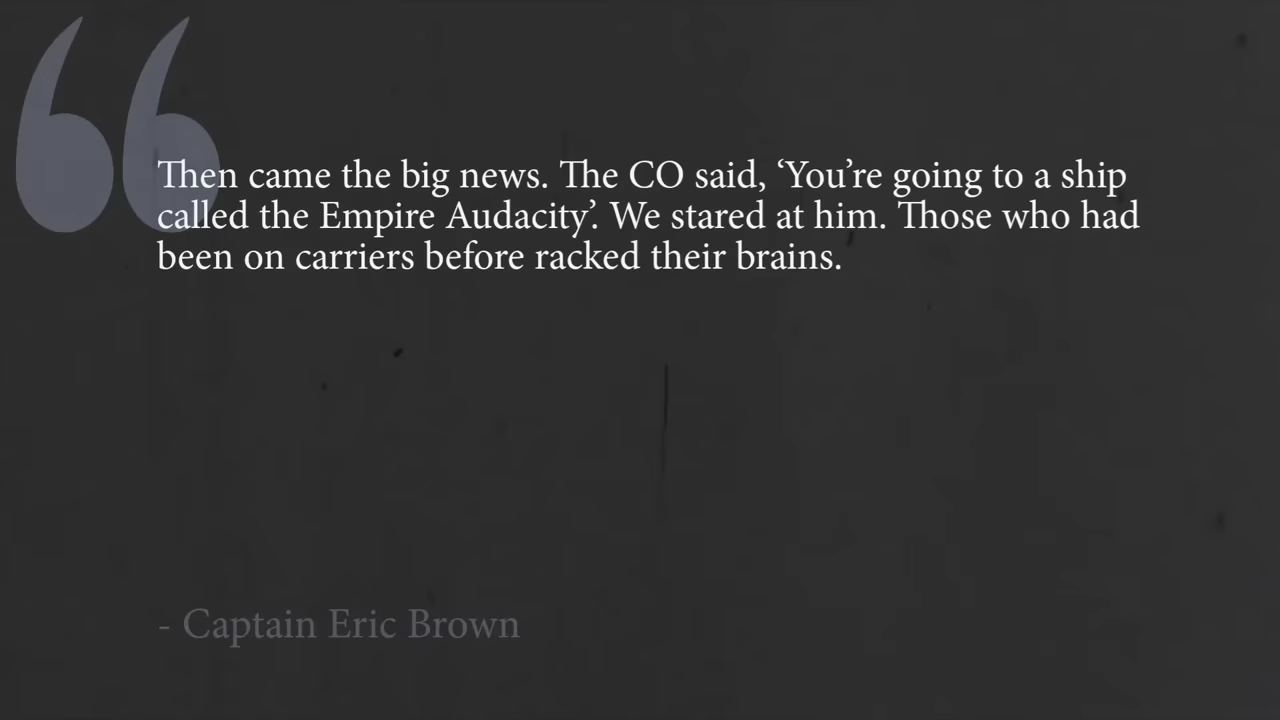 Then came the big news. The CO said, ‘You’re going to a ship
called the Empire Audacity’. We stared at him. Those who had
been on carriers before racked their brains.
- Captain Eric Brown